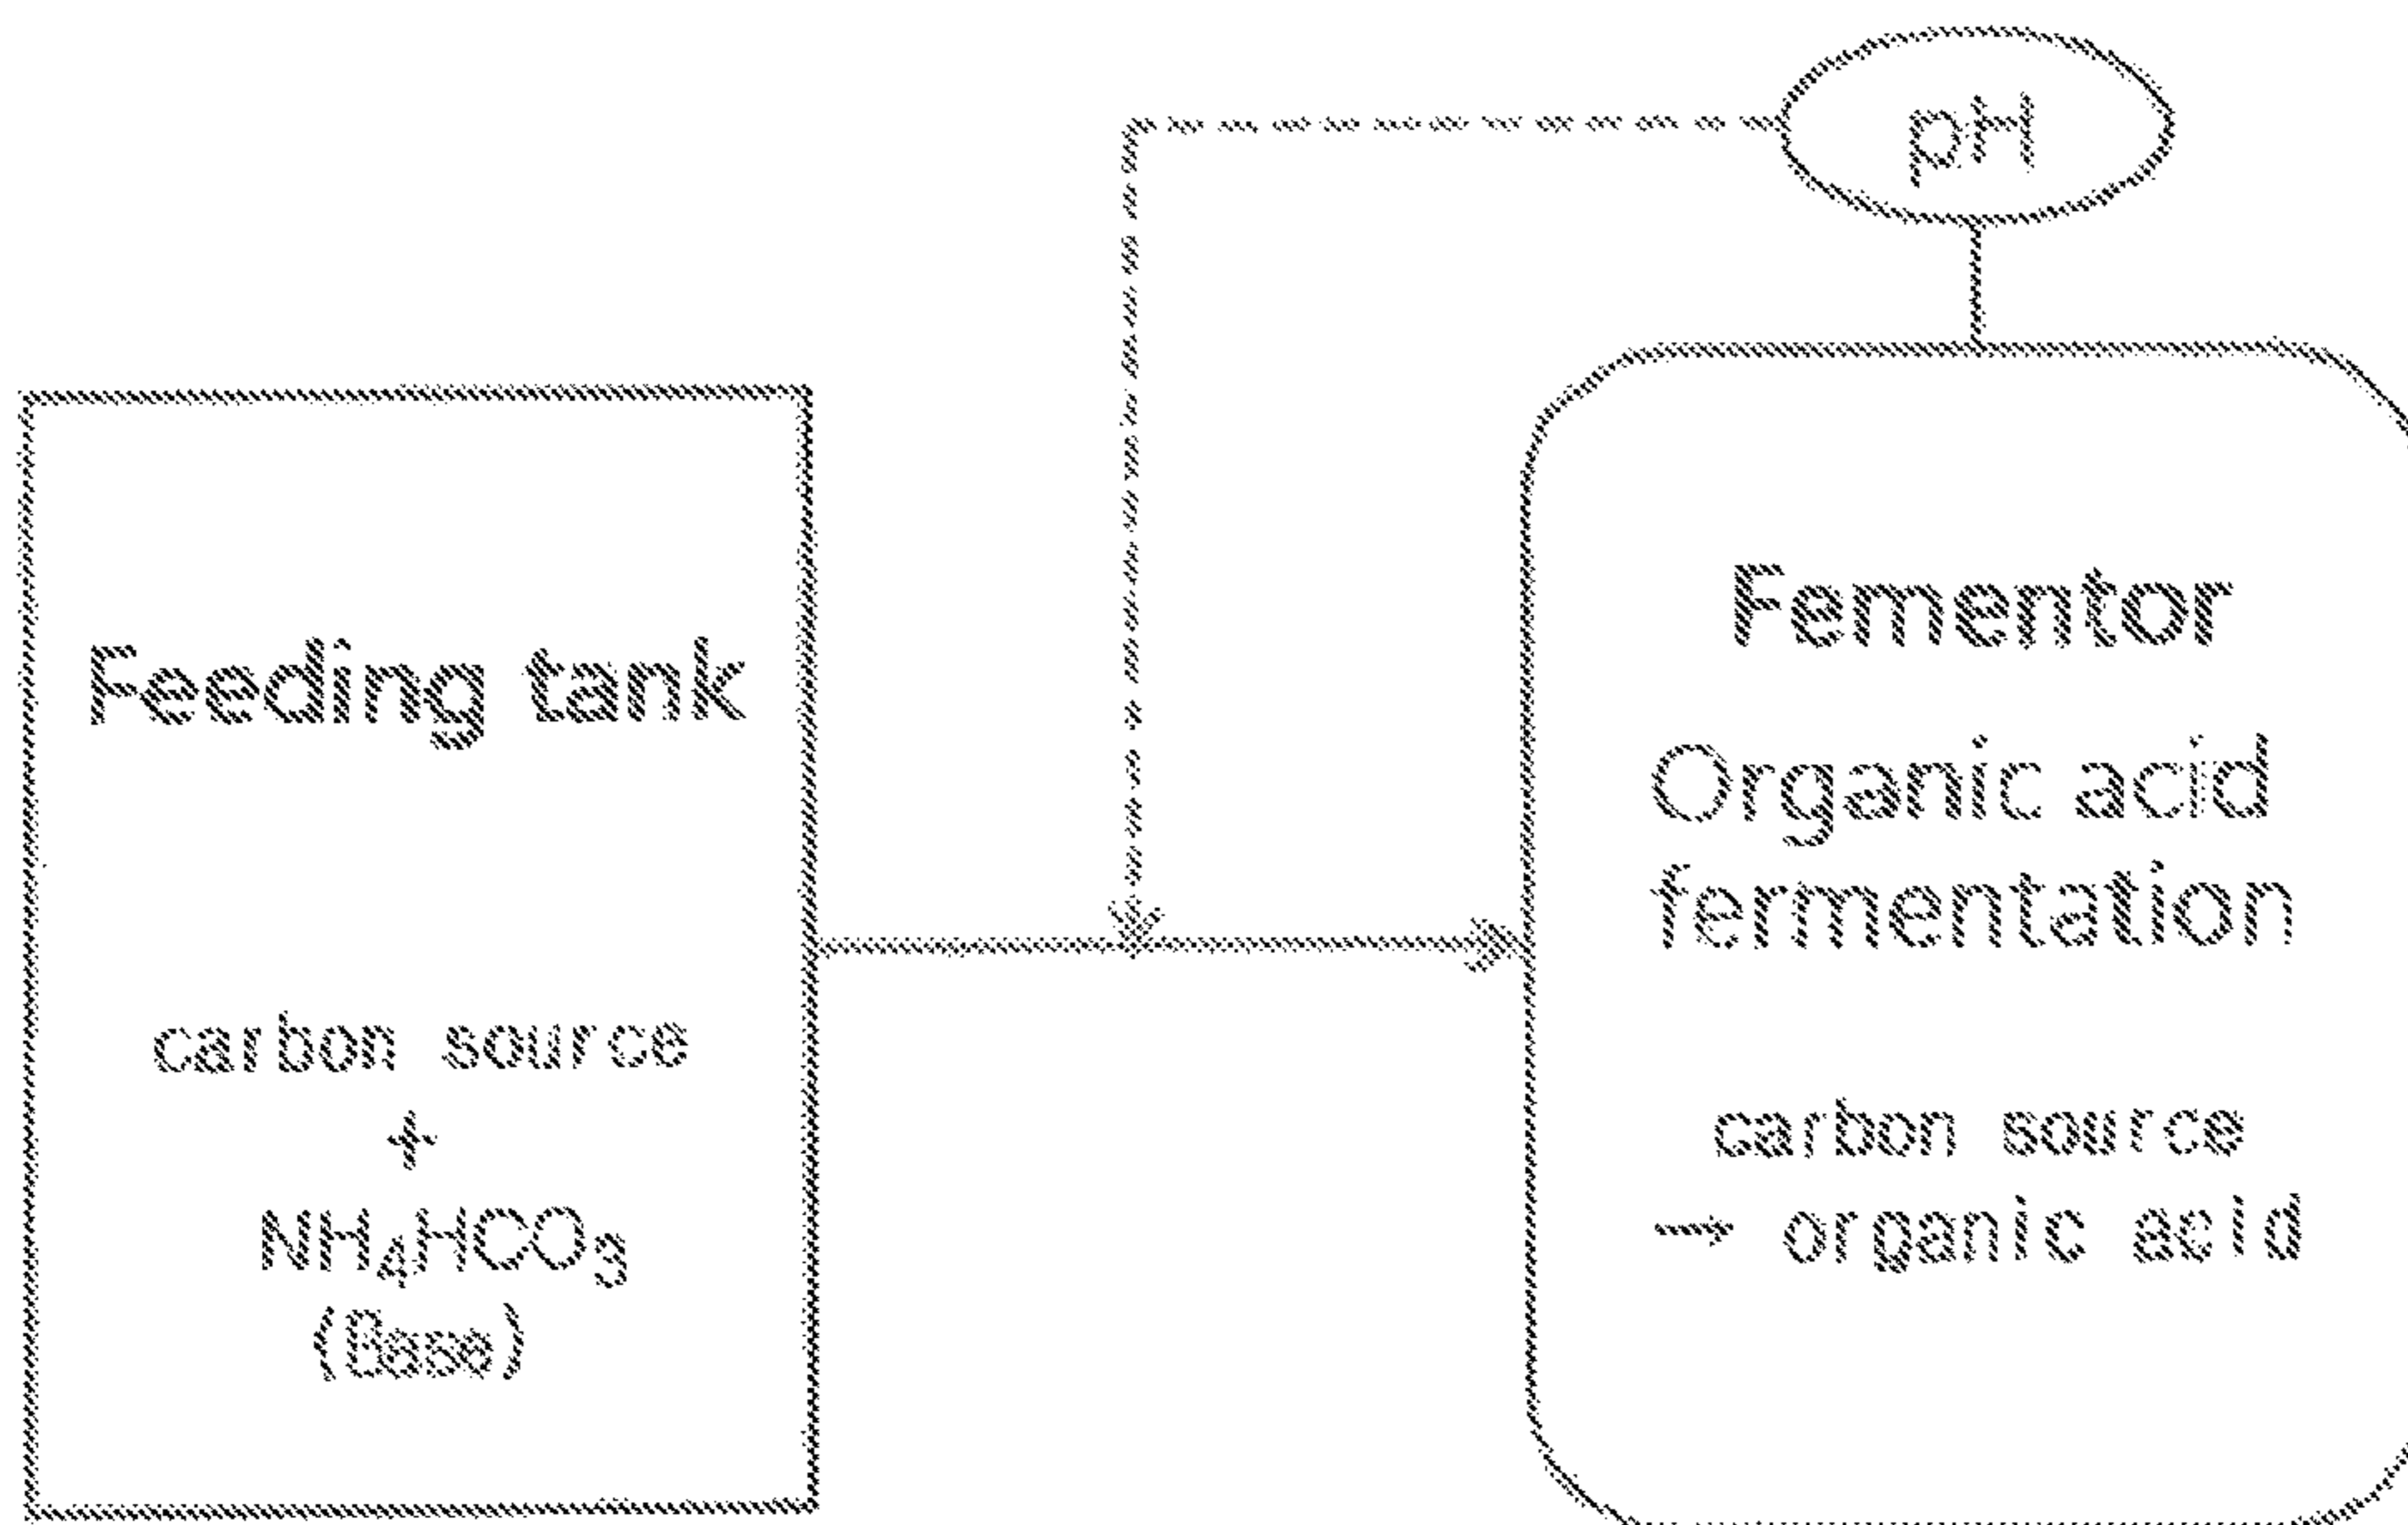 pH
Feeding tank
carbon source
+
NH₄HCO₃
(Base)
Fementor
Organic acid
fermentation
carbon source
→ organic acid